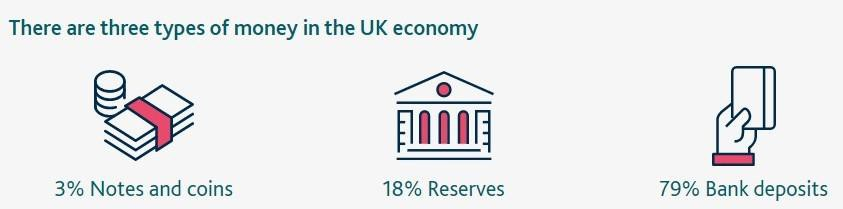 There are three types of money in the UK economy
3% Notes and coins
18% Reserves
79% Bank deposits